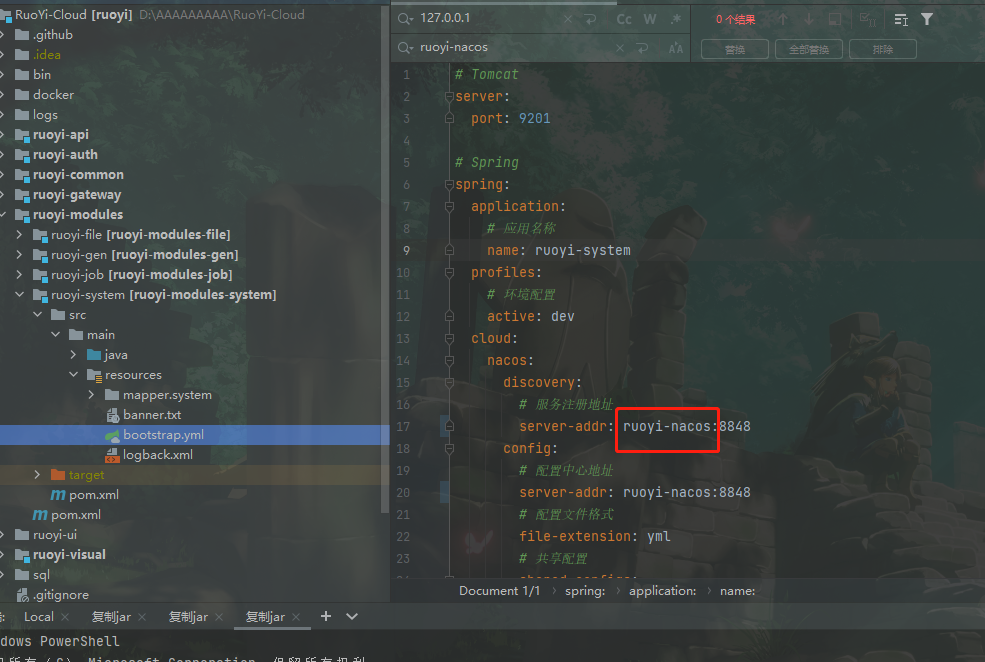 RuoYi-Cloud [ruoyi] D:\AAAAAAAAA\RuoYi-Cloud
.github
.idea
bin
docker
logs
ruoyi-api
ruoyi-auth
ruoyi-common
ruoyi-gateway
ruoyi-modules
ruoyi-file [ruoyi-modules-file]
ruoyi-gen [ruoyi-modules-gen]
ruoyi-job [ruoyi-modules-job]
ruoyi-system [ruoyi-modules-system]
src
main
java
resources
mapper.system
banner.txt
bootstrap.yml
logback.xml
target
pom.xml
pom.xml
ruoyi-ui
ruoyi-visual
sql
.gitignore
127.0.0.1 Cc W .* 0 个结果
ruoyi-nacos
替换 全部替换 排除
1 # Tomcat
2 server:
3 port: 9201
4
5 # Spring
6 spring:
7 application:
8 # 应用名称
9 name: ruoyi-system
10 profiles:
11 # 环境配置
12 active: dev
13 cloud:
14 nacos:
15 discovery:
16 # 服务注册地址
17 server-addr: ruoyi-nacos:8848
18 config:
19 # 配置中心地址
20 server-addr: ruoyi-nacos:8848
21 # 配置文件格式
22 file-extension: yml
23 # 共享配置
Document 1/1 › spring: › application: › name:
Local 复制jar 复制jar 复制jar
dows PowerShell